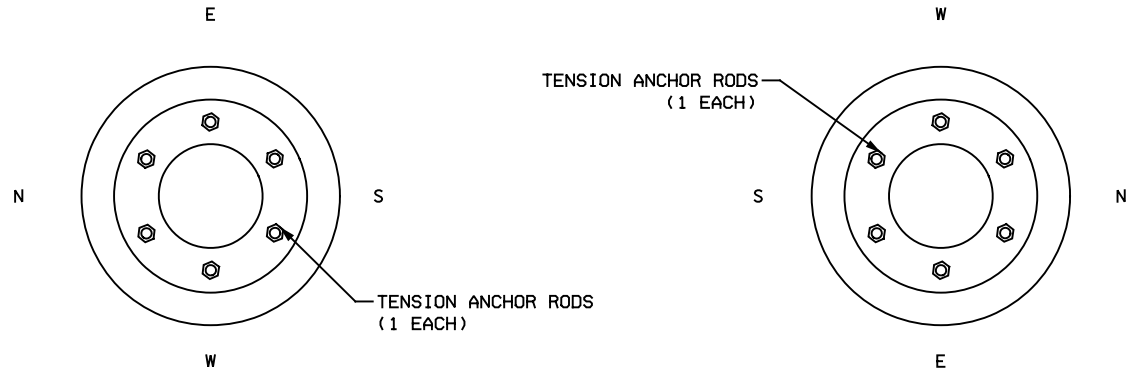 E
N
S
TENSION ANCHOR RODS
(1 EACH)
W
W
TENSION ANCHOR RODS
(1 EACH)
S
N
E